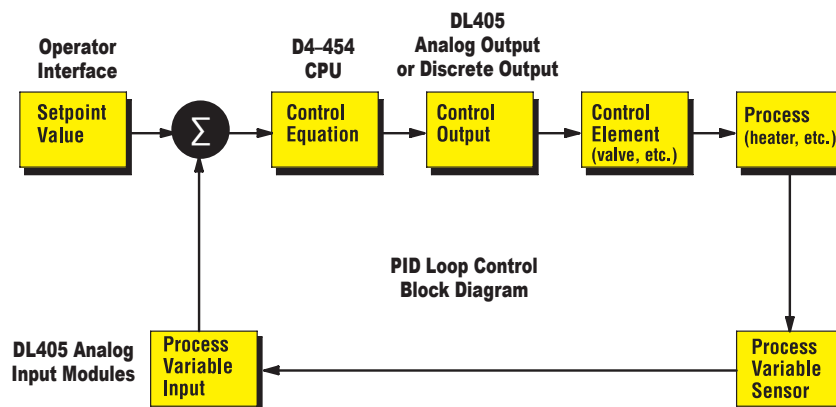 Operator
Interface
D4–454
CPU
DL405
Analog Output
or Discrete Output
Setpoint
Value
Σ
Control
Equation
Control
Output
Control
Element
(valve, etc.)
Process
(heater, etc.)
PID Loop Control
Block Diagram
DL405 Analog
Input Modules
Process
Variable
Input
Process
Variable
Sensor